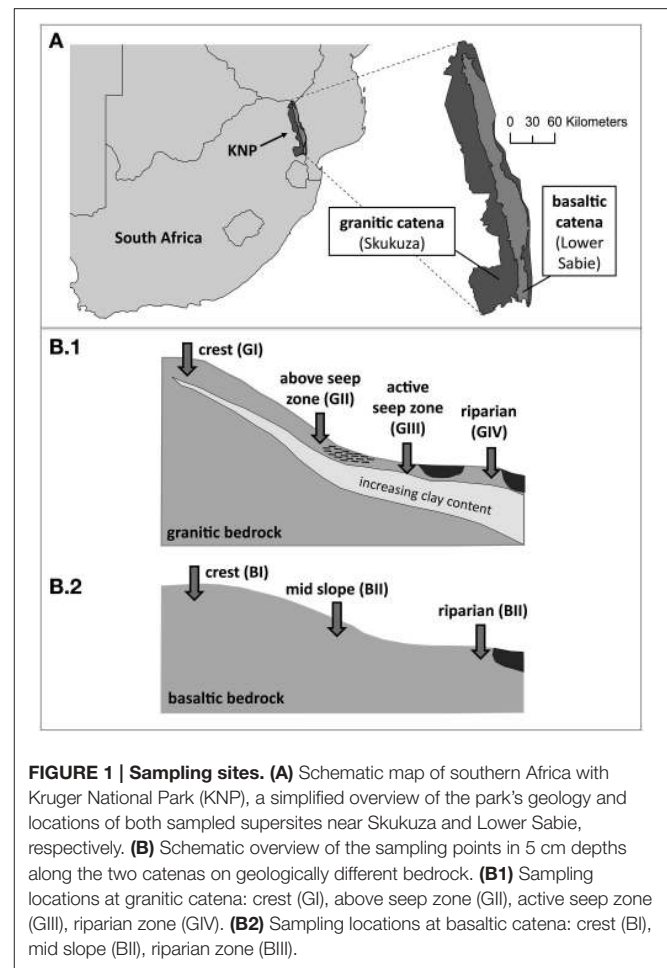 A
KNP
South Africa
0 30 60 Kilometers
granitic catena
(Skukuza)
basaltic
catena
(Lower
Sabie)
B.1
crest (GI)
above seep
zone (GII)
active
seep zone
(GIII)
riparian
(GIV)
increasing clay content
granitic bedrock
B.2
crest (BI)
mid slope (BII)
riparian (BII)
basaltic bedrock
FIGURE 1 | Sampling sites. (A) Schematic map of southern Africa with
Kruger National Park (KNP), a simplified overview of the park's geology and
locations of both sampled supersites near Skukuza and Lower Sabie,
respectively. (B) Schematic overview of the sampling points in 5 cm depths
along the two catenas on geologically different bedrock. (B1) Sampling
locations at granitic catena: crest (GI), above seep zone (GII), active seep zone
(GIII), riparian zone (GIV). (B2) Sampling locations at basaltic catena: crest (BI),
mid slope (BII), riparian zone (BIII).